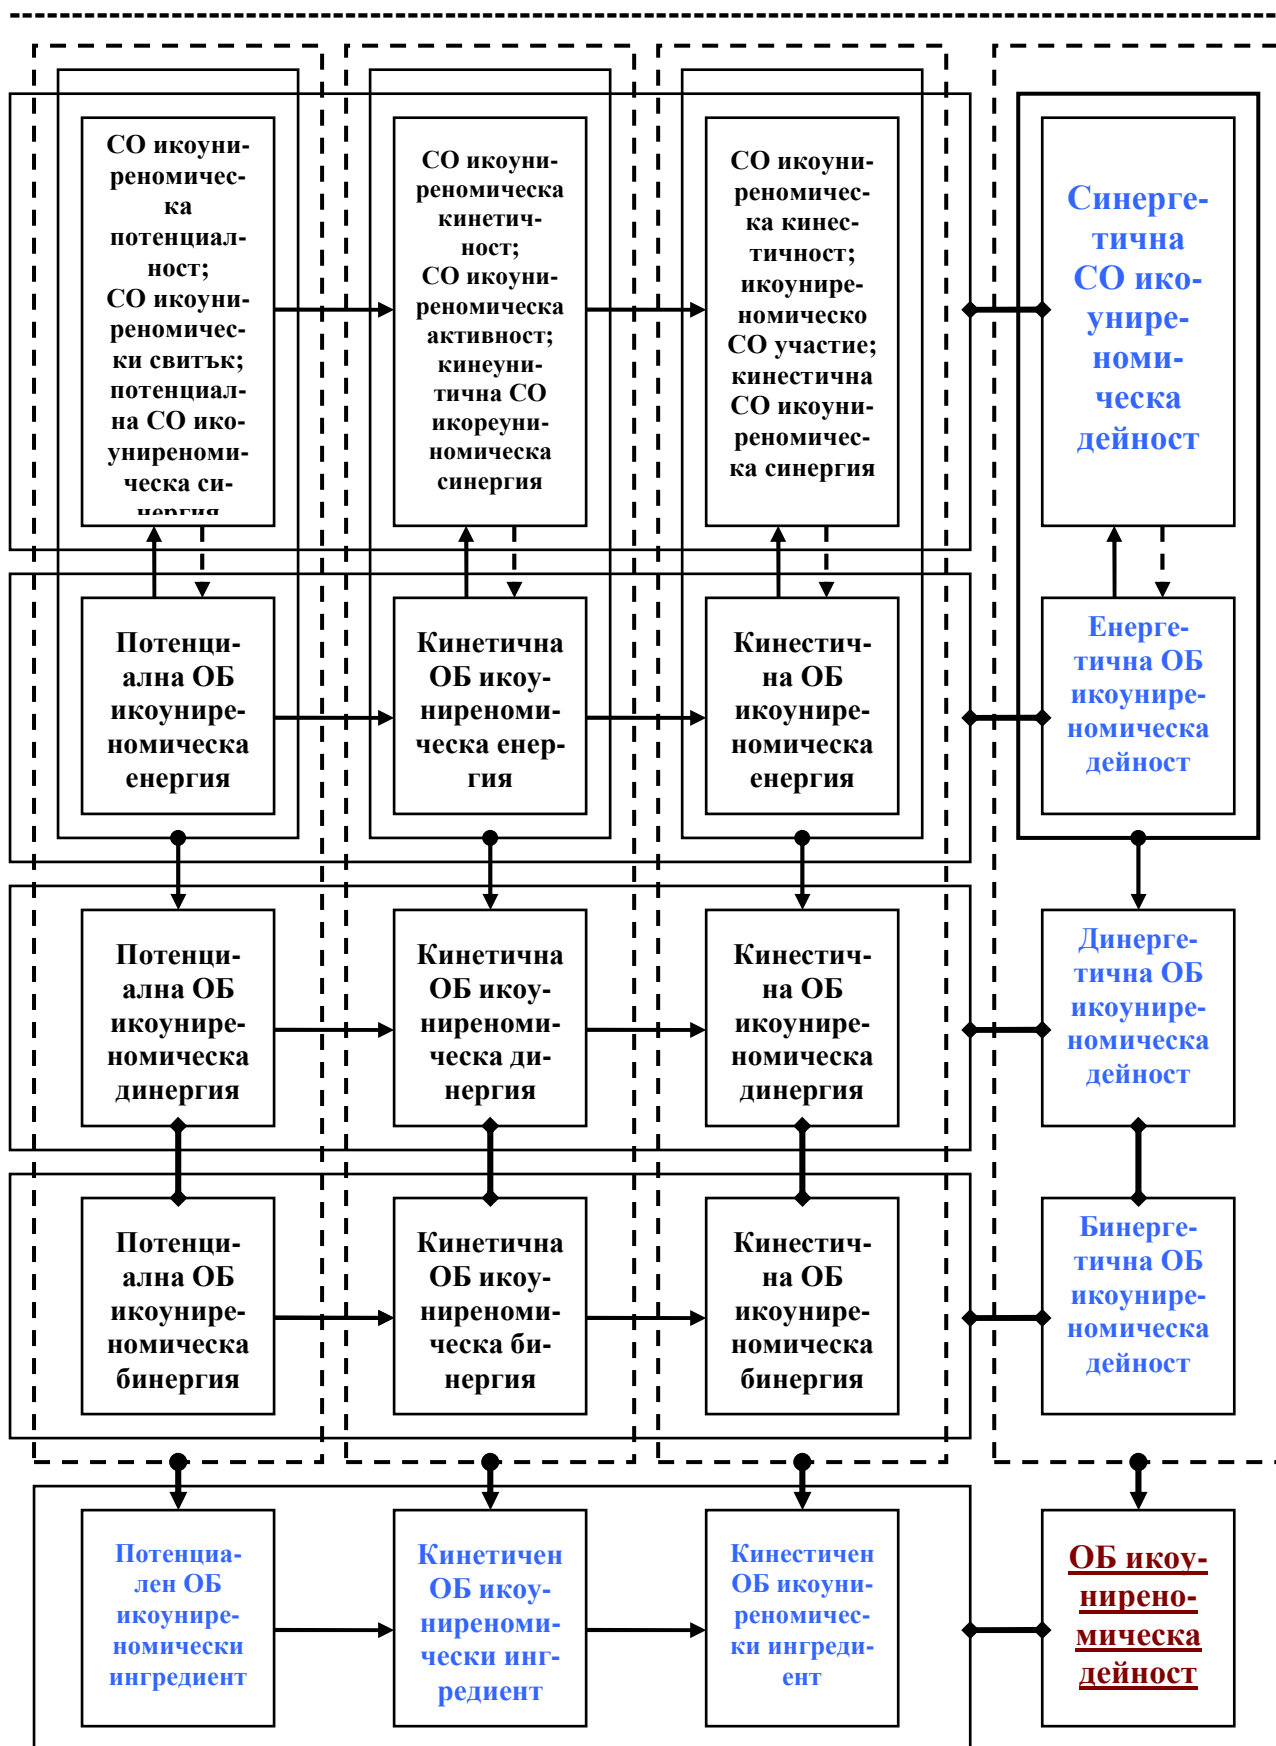 СО икоуни-
реномичес-
ка
потенциал-
ност;
СО икоуни-
реномичес-
ки свитък;
потенциал-
на СО ико-
униреноми-
ческа си-
нергия
СО икоуни-
реномическа
кинетич-
ност;
СО икоуни-
реномическа
активност;
кинеуни-
тична СО
икореуни-
номическа
синергия
СО икоуни-
реномичес-
ка кинес-
тичност;
икоунире-
номическо
СО участие;
кинестична
СО икоуни-
реномичес-
ка синергия
Синерге-
тична
СО ико-
унире-
номи-
ческа
дейност
Потенци-
ална ОБ
икоунире-
номическа
енергия
Кинетична
ОБ икоу-
ниреноми-
ческа енер-
гия
Кинестич-
на ОБ
икоунире-
номическа
енергия
Енерге-
тична ОБ
икоунире-
номическа
дейност
Потенци-
ална ОБ
икоунире-
номическа
динергия
Кинетична
ОБ икоу-
ниреноми-
ческа ди-
нергия
Кинестич-
на ОБ
икоунире-
номическа
динергия
Динерге-
тична ОБ
икоунире-
номическа
дейност
Потенци-
ална ОБ
икоунире-
номическа
бинергия
Кинетична
ОБ икоу-
ниреноми-
ческа би-
нергия
Кинестич-
на ОБ
икоунире-
номическа
бинергия
Бинерге-
тична ОБ
икоунире-
номическа
дейност
Потенциа-
лен ОБ
икоунире-
номически
ингредиент
Кинетичен
ОБ икоу-
ниреноми-
чески инг-
редиент
Кинестичен
ОБ икоуни-
реномичес-
ки ингреди-
ент
ОБ икоу-
нирено-
мическа
дейност